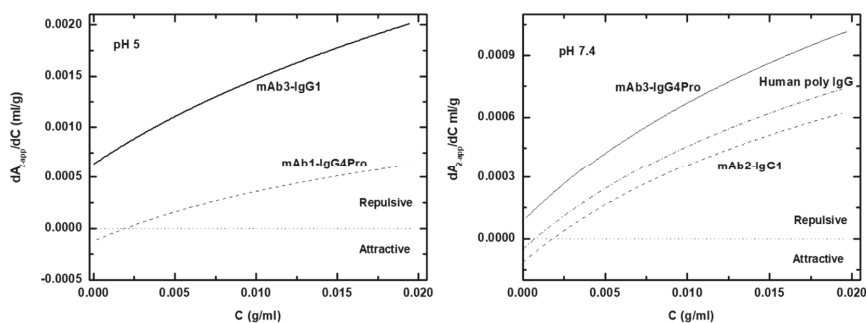 pH 5
mAb3-IgG1
mAb1-IgG4Pro
Repulsive
Attractive
0.0020
0.0015
0.0010
0.0005
0.0000
-0.0005
dA2-app/dC (ml/g)
0.000 0.005 0.010 0.015 0.020
C (g/ml)
pH 7.4
mAb3-IgG4Pro
Human poly IgG
mAb2-IgG1
Repulsive
Attractive
0.0009
0.0006
0.0003
0.0000
dA2-app/dC ml/g)
0.000 0.005 0.010 0.015 0.020
C (g/ml)